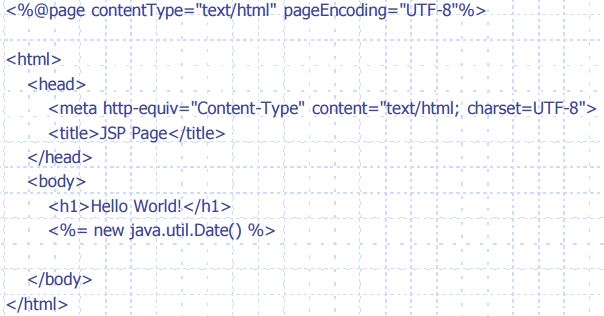 <%@page contentType="text/html" pageEncoding="UTF-8"%>
<html>
<head>
<meta http-equiv="Content-Type" content="text/html; charset=UTF-8">
<title>JSP Page</title>
</head>
<body>
<h1>Hello World!</h1>
<%= new java.util.Date() %>
</body>
</html>